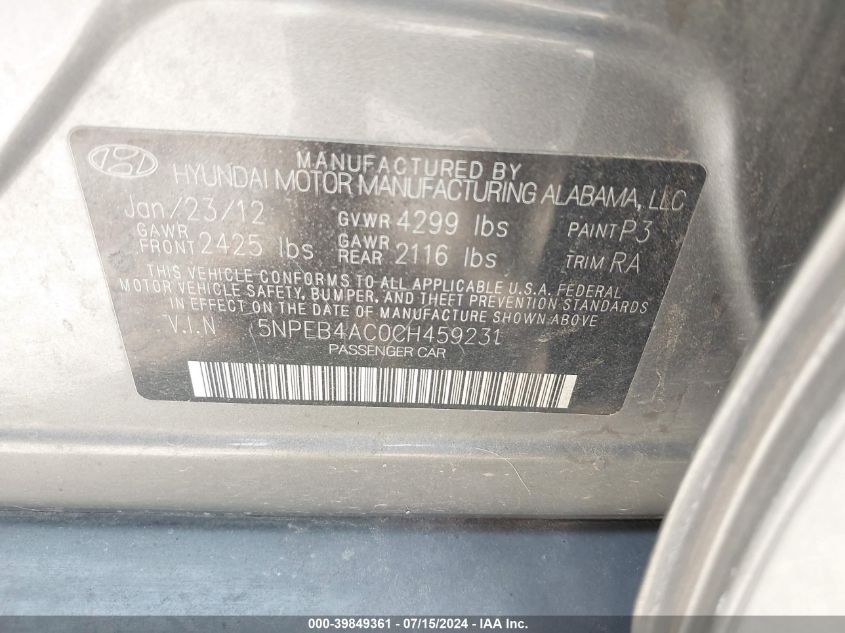 MANUFACTURED BY
HYUNDAI MOTOR MANUFACTURING ALABAMA, LLC
Jan/23/12 GVWR 4299 lbs PAINT P3
GAWR FRONT 2425 lbs GAWR REAR 2116 lbs TRIM RA
THIS VEHICLE CONFORMS TO ALL APPLICABLE U.S.A. FEDERAL
MOTOR VEHICLE SAFETY, BUMPER, AND THEFT PREVENTION STANDARDS
IN EFFECT ON THE DATE OF MANUFACTURE SHOWN ABOVE.
V.I.N 5NPEB4AC0CH459231
PASSENGER CAR
000-39849361 - 07/15/2024 - IAA Inc.